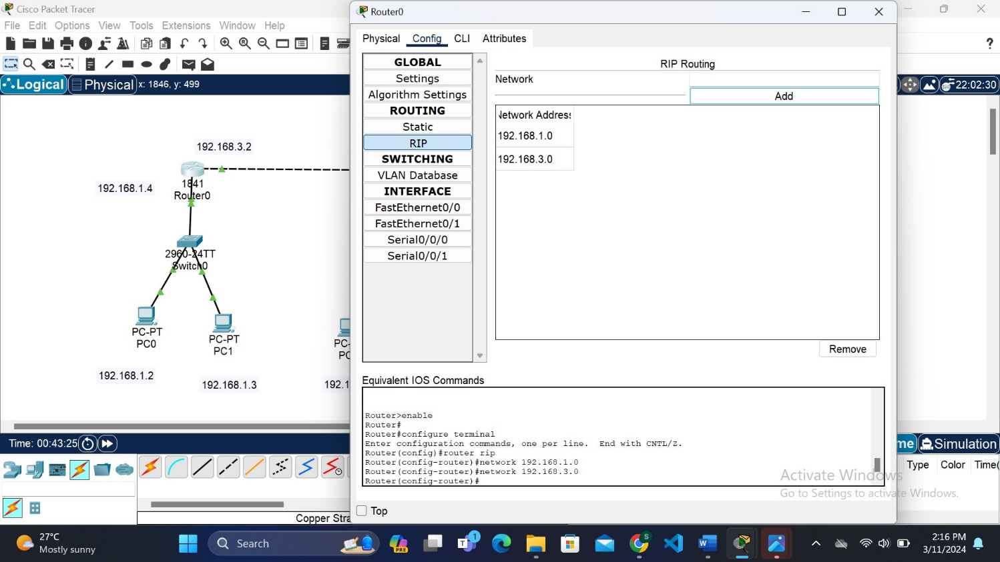 Cisco Packet Tracer
File Edit Options View Tools Extensions Window Help
Logical Physical x: 1846, y: 499
22:02:30
192.168.3.2
1841
Router0
192.168.1.4
2960-24TT
Switch0
PC-PT
PC0
PC-PT
PC1
PC-
PC
192.168.1.2
192.168.1.3
192.1
Time: 00:43:25
me Simulation
Type Color Time(
Copper Stra
Router0
Physical Config CLI Attributes
GLOBAL
Settings
Algorithm Settings
ROUTING
Static
RIP
SWITCHING
VLAN Database
INTERFACE
FastEthernet0/0
FastEthernet0/1
Serial0/0/0
Serial0/0/1
RIP Routing
Network
Add
Network Address
192.168.1.0
192.168.3.0
Remove
Equivalent IOS Commands
Router>enable
Router#
Router#configure terminal
Enter configuration commands, one per line. End with CNTL/Z.
Router(config)#router rip
Router(config-router)#network 192.168.1.0
Router(config-router)#network 192.168.3.0
Router(config-router)#
Top
Activate Windows
Go to Settings to activate Windows.
27°C
Mostly sunny
Search
PRE
T
1
S
W
2:16 PM
3/11/2024